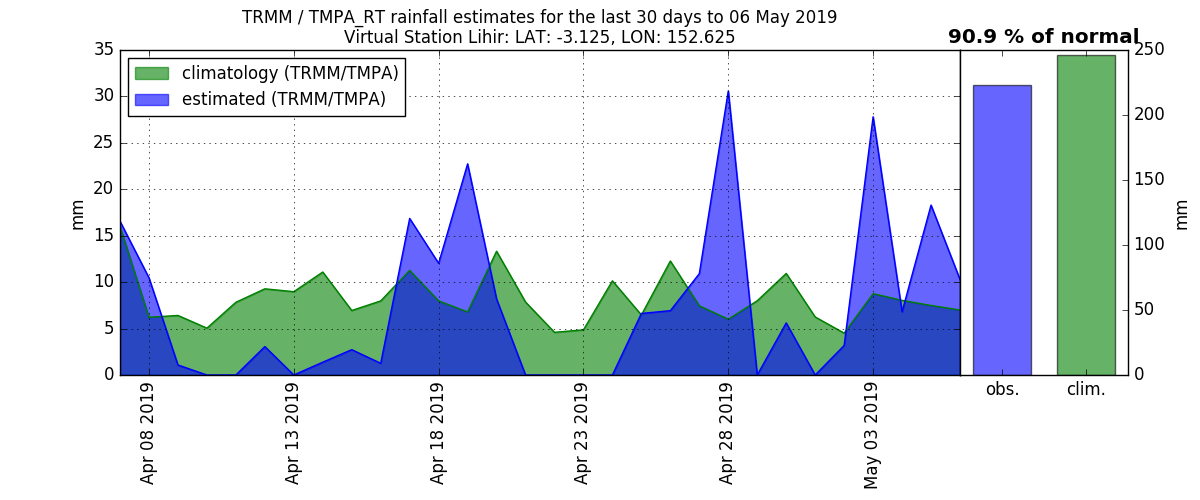 TRMM / TMPA_RT rainfall estimates for the last 30 days to 06 May 2019
Virtual Station Lihir: LAT: -3.125, LON: 152.625
90.9 % of normal
climatology (TRMM/TMPA)
estimated (TRMM/TMPA)
35
30
25
20
15
10
5
0
mm
Apr 08 2019
Apr 13 2019
Apr 18 2019
Apr 23 2019
Apr 28 2019
May 03 2019
obs.
clim.
250
200
150
100
50
0
mm